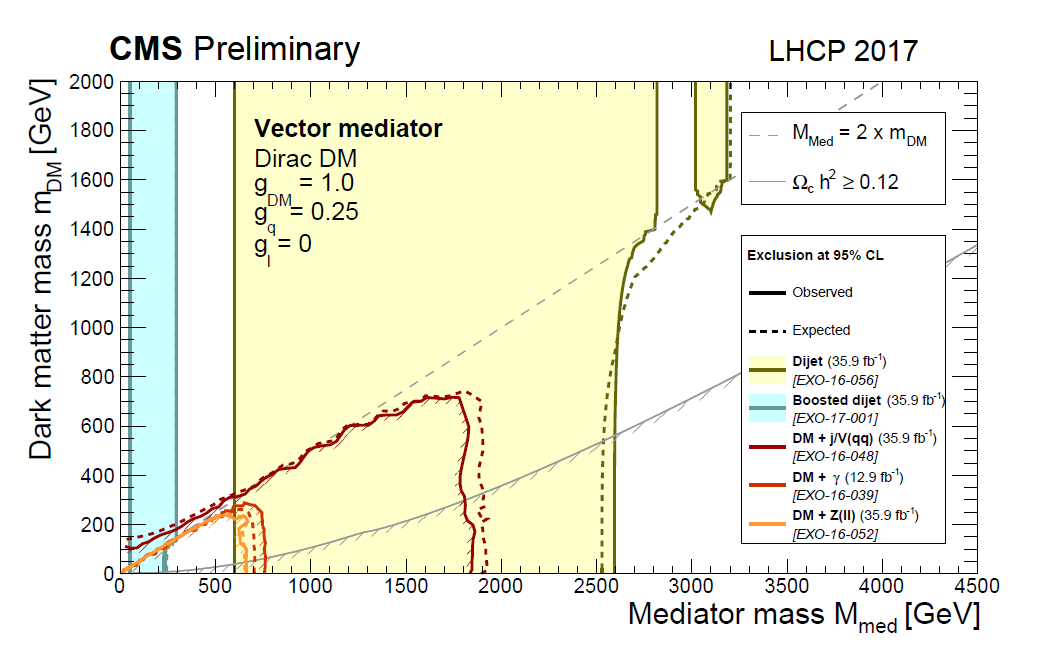 CMS Preliminary
LHCP 2017
Dark matter mass m_DM [GeV]
2000
1800
1600
1400
1200
1000
800
600
400
200
0
Vector mediator
Dirac DM
g_DM = 1.0
g_q = 0.25
g_l = 0
M_Med = 2 x m_DM
Ω_c h² ≥ 0.12
Exclusion at 95% CL
Observed
Expected
Dijet (35.9 fb⁻¹)
[EXO-16-056]
Boosted dijet (35.9 fb⁻¹)
[EXO-17-001]
DM + j/V(qq) (35.9 fb⁻¹)
[EXO-16-048]
DM + γ (12.9 fb⁻¹)
[EXO-16-039]
DM + Z(ll) (35.9 fb⁻¹)
[EXO-16-052]
0 500 1000 1500 2000 2500 3000 3500 4000 4500
Mediator mass M_med [GeV]